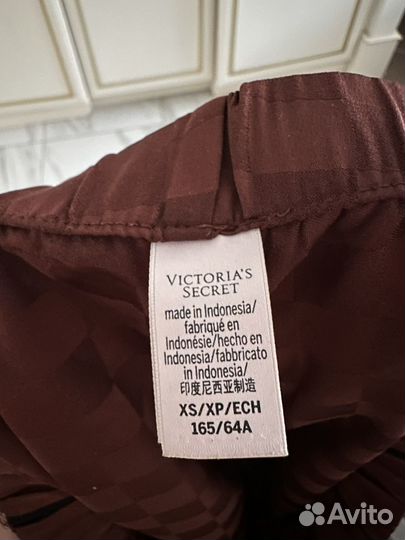 VICTORIA'S
SECRET
made in Indonesia/
fabriqué en
Indonésie/hecho en
Indonesia/fabbricato
in Indonesia/
印度尼西亚制造
XS/XP/ECH
165/64A
Avito